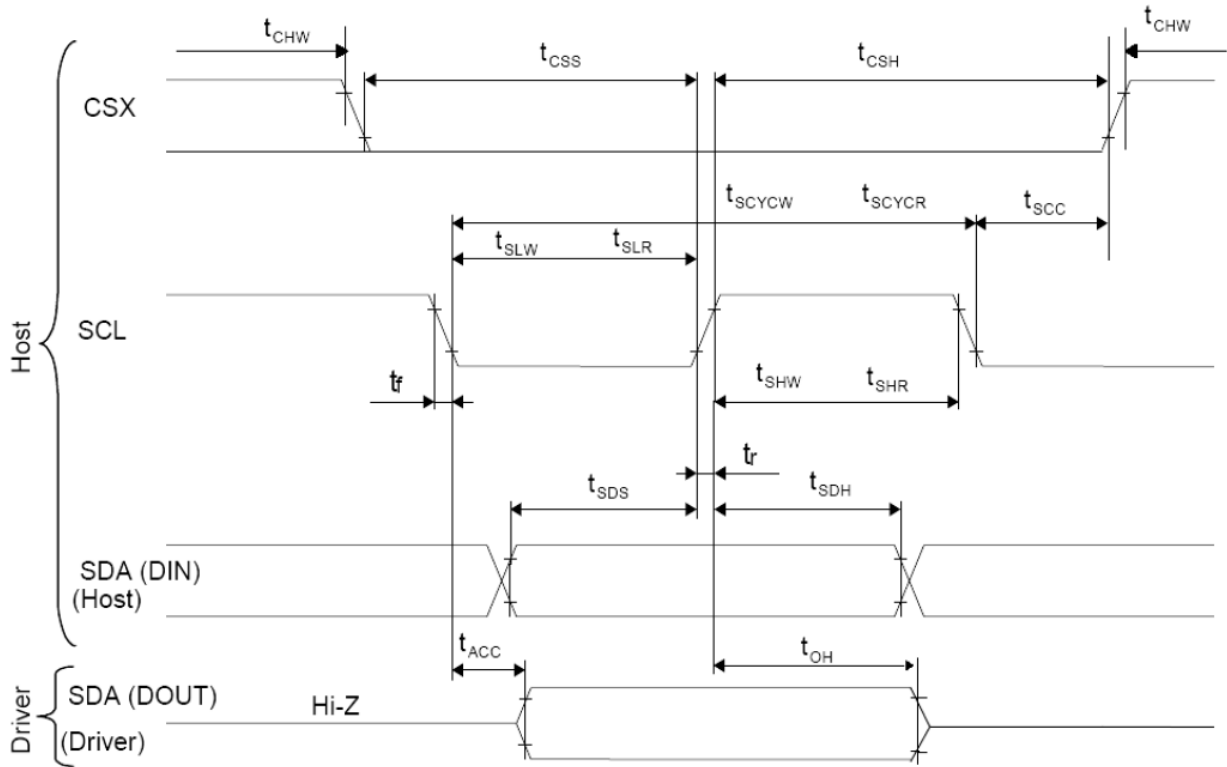 tCHW
tCHW
tCSS
tCSH
CSX
tSCYCW
tSCYCR
tSCC
tSLW
tSLR
Host
SCL
tf
tSHW
tSHR
tr
tSDS
tSDH
SDA (DIN)
(Host)
tACC
tOH
Driver
SDA (DOUT)
Hi-Z
(Driver)